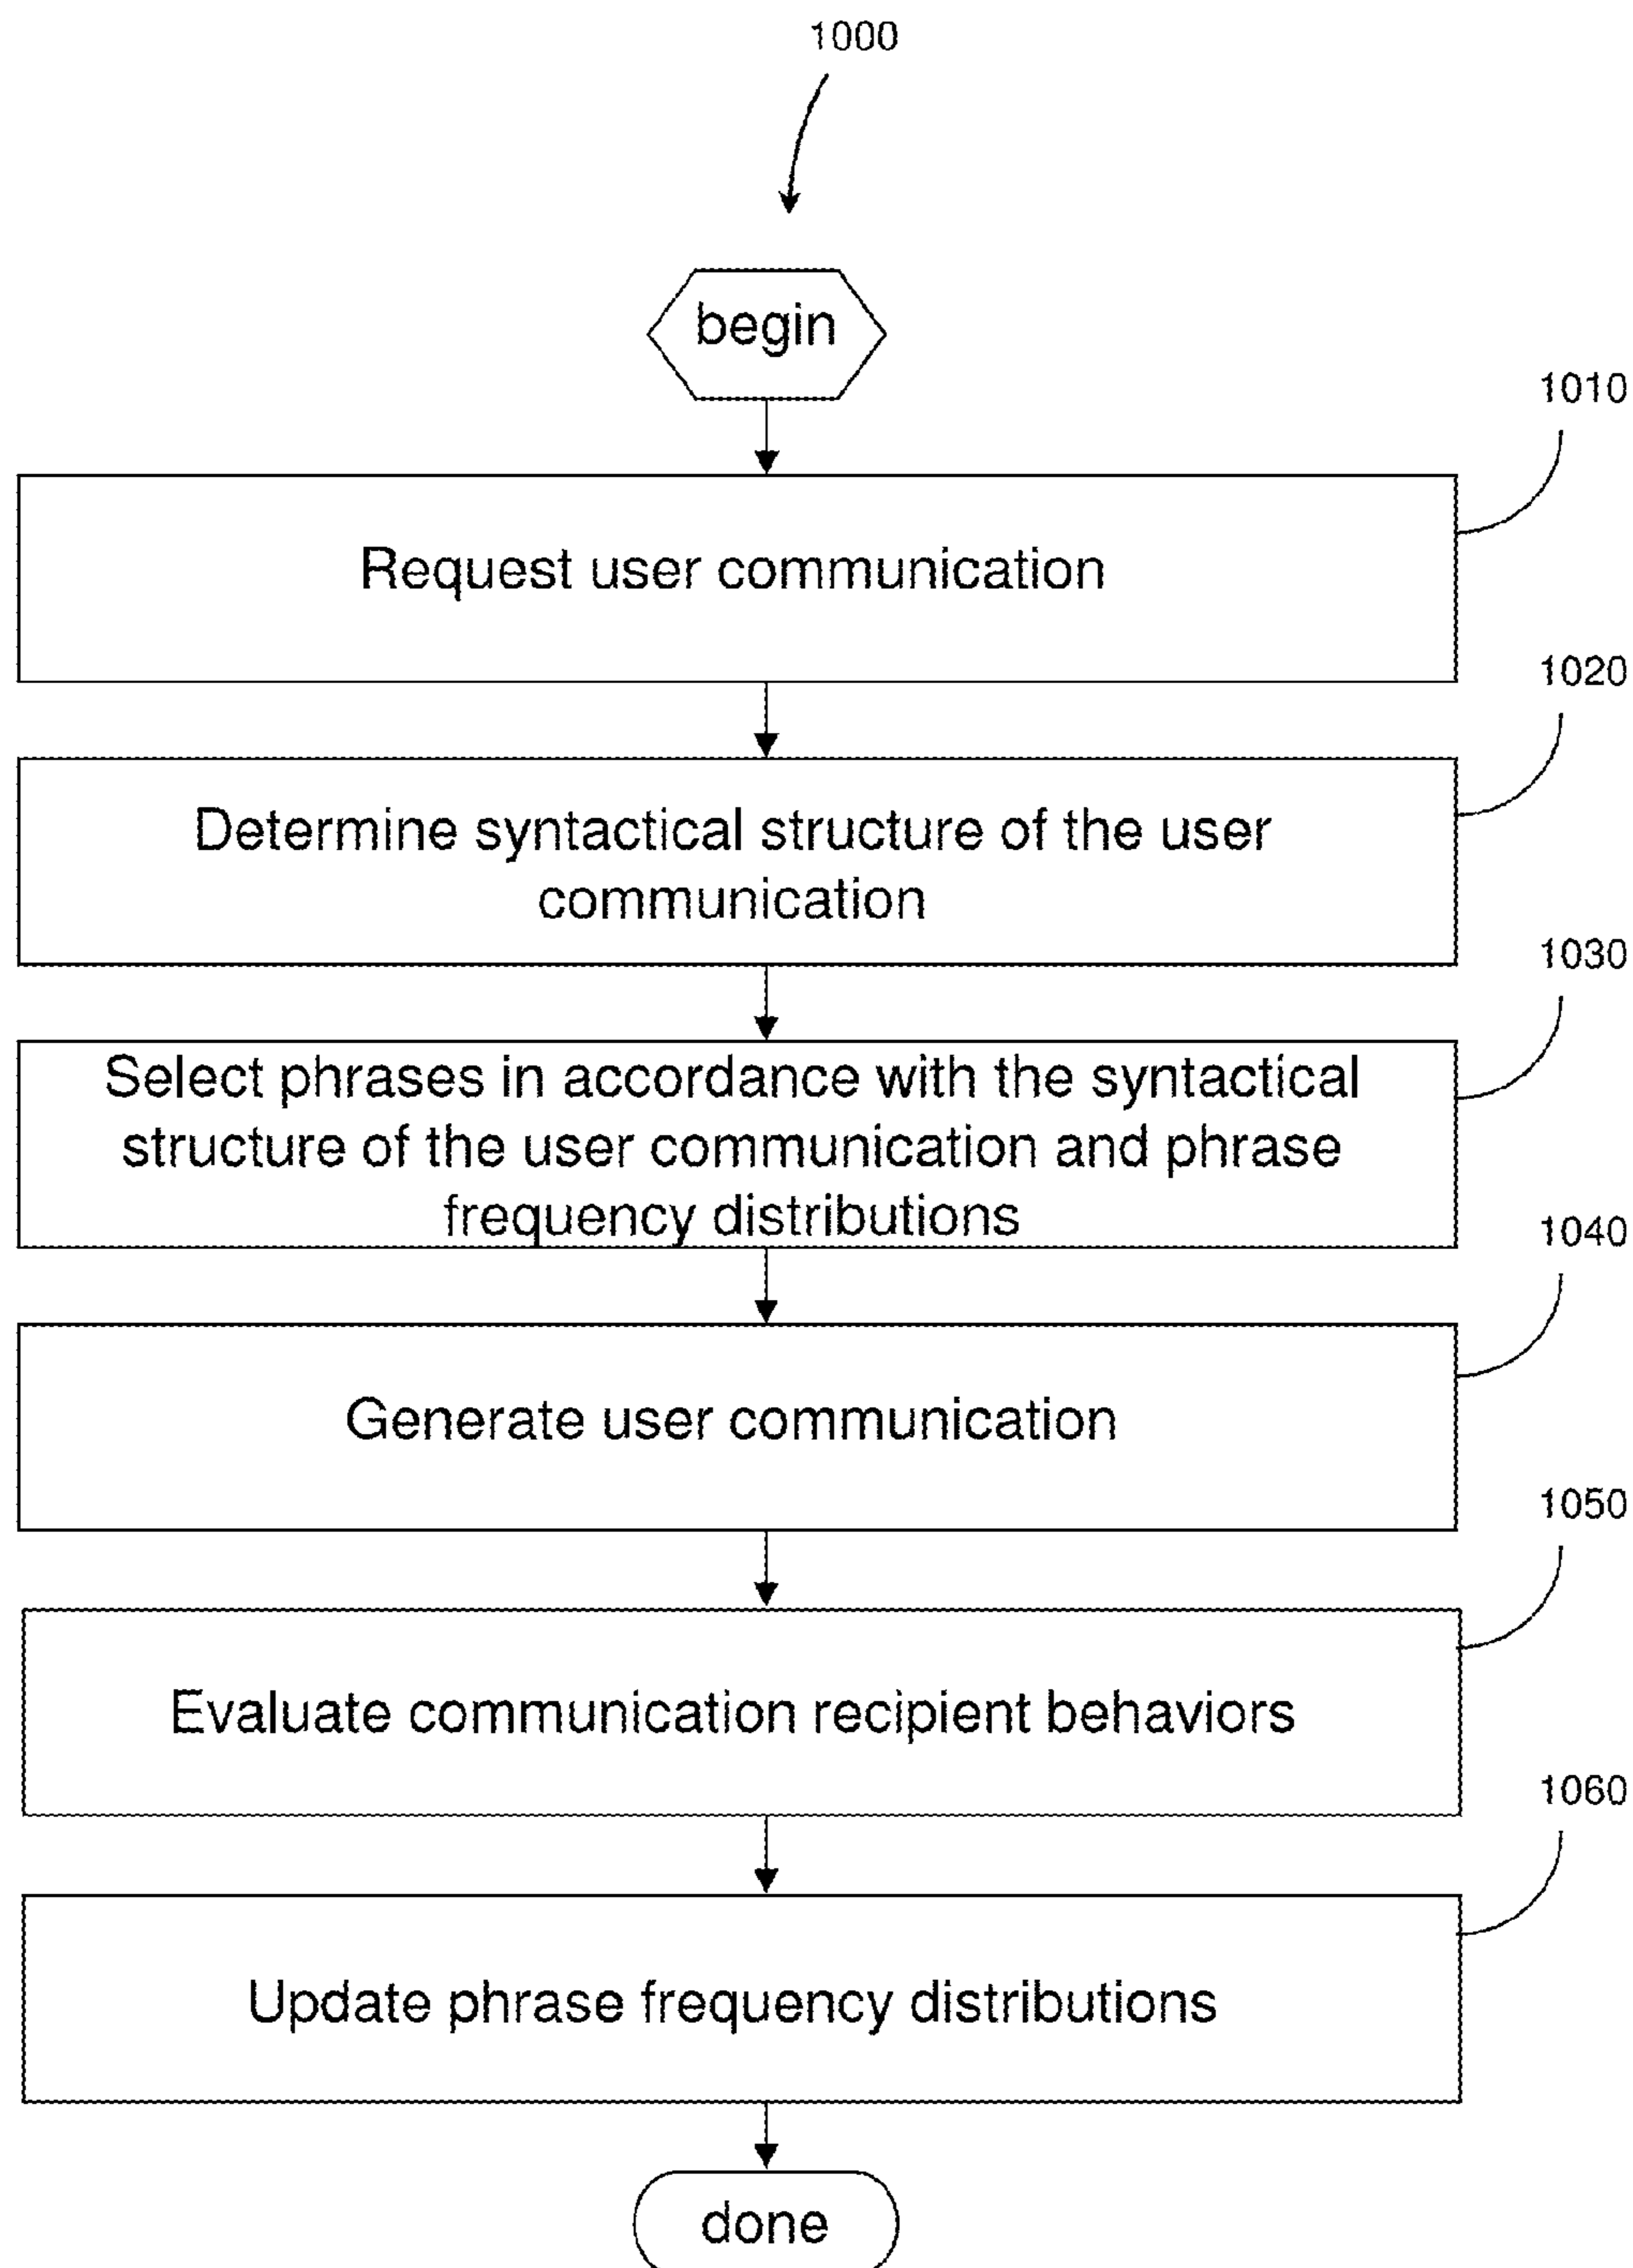 1000
begin
1010
Request user communication
1020
Determine syntactical structure of the user
communication
1030
Select phrases in accordance with the syntactical
structure of the user communication and phrase
frequency distributions
1040
Generate user communication
1050
Evaluate communication recipient behaviors
1060
Update phrase frequency distributions
done